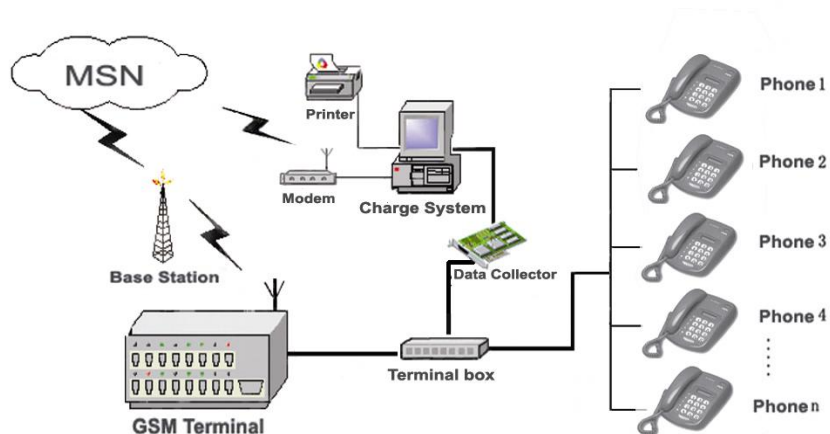 MSN
Printer
Modem
Charge System
Base Station
Data Collector
GSM Terminal
Terminal box
Phone 1
Phone 2
Phone 3
Phone 4
Phone n